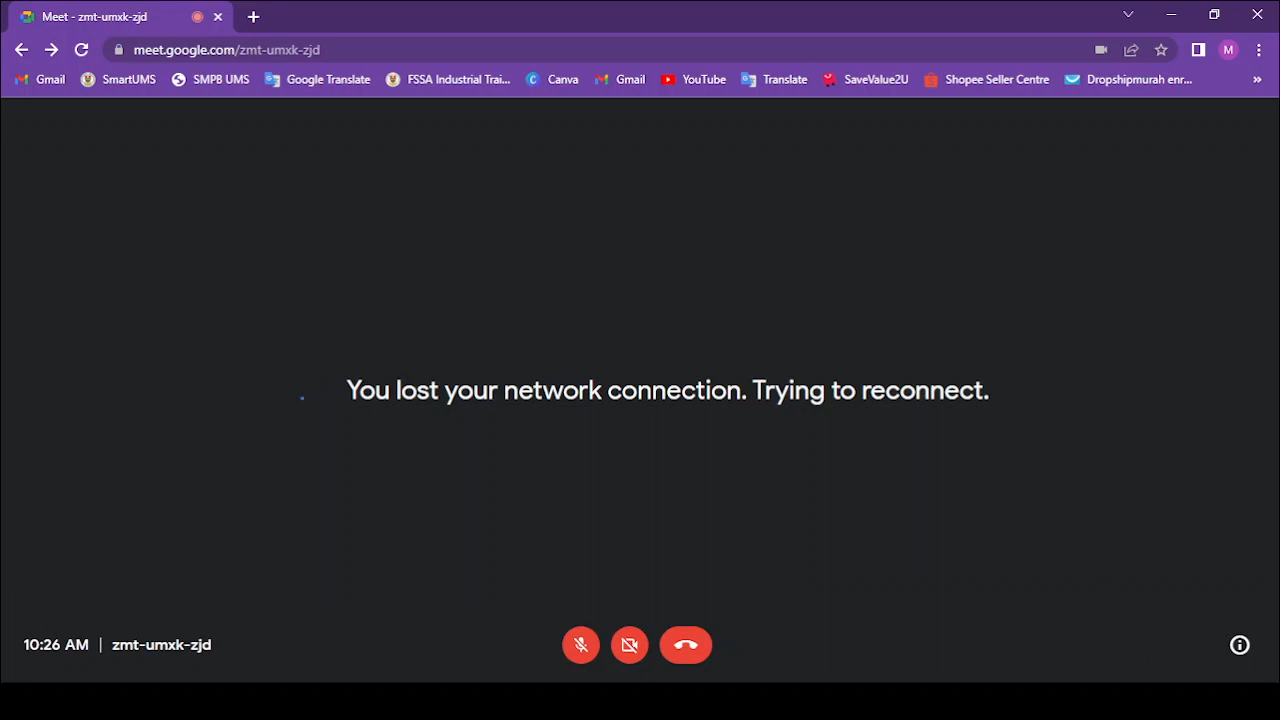 Meet - zmt-umxk-zjd
meet.google.com/zmt-umxk-zjd
M
Gmail SmartUMS SMPB UMS Google Translate FSSA Industrial Trai... Canva Gmail YouTube Translate SaveValue2U Shopee Seller Centre Dropshipmurah enr... »
You lost your network connection. Trying to reconnect.
10:26 AM | zmt-umxk-zjd